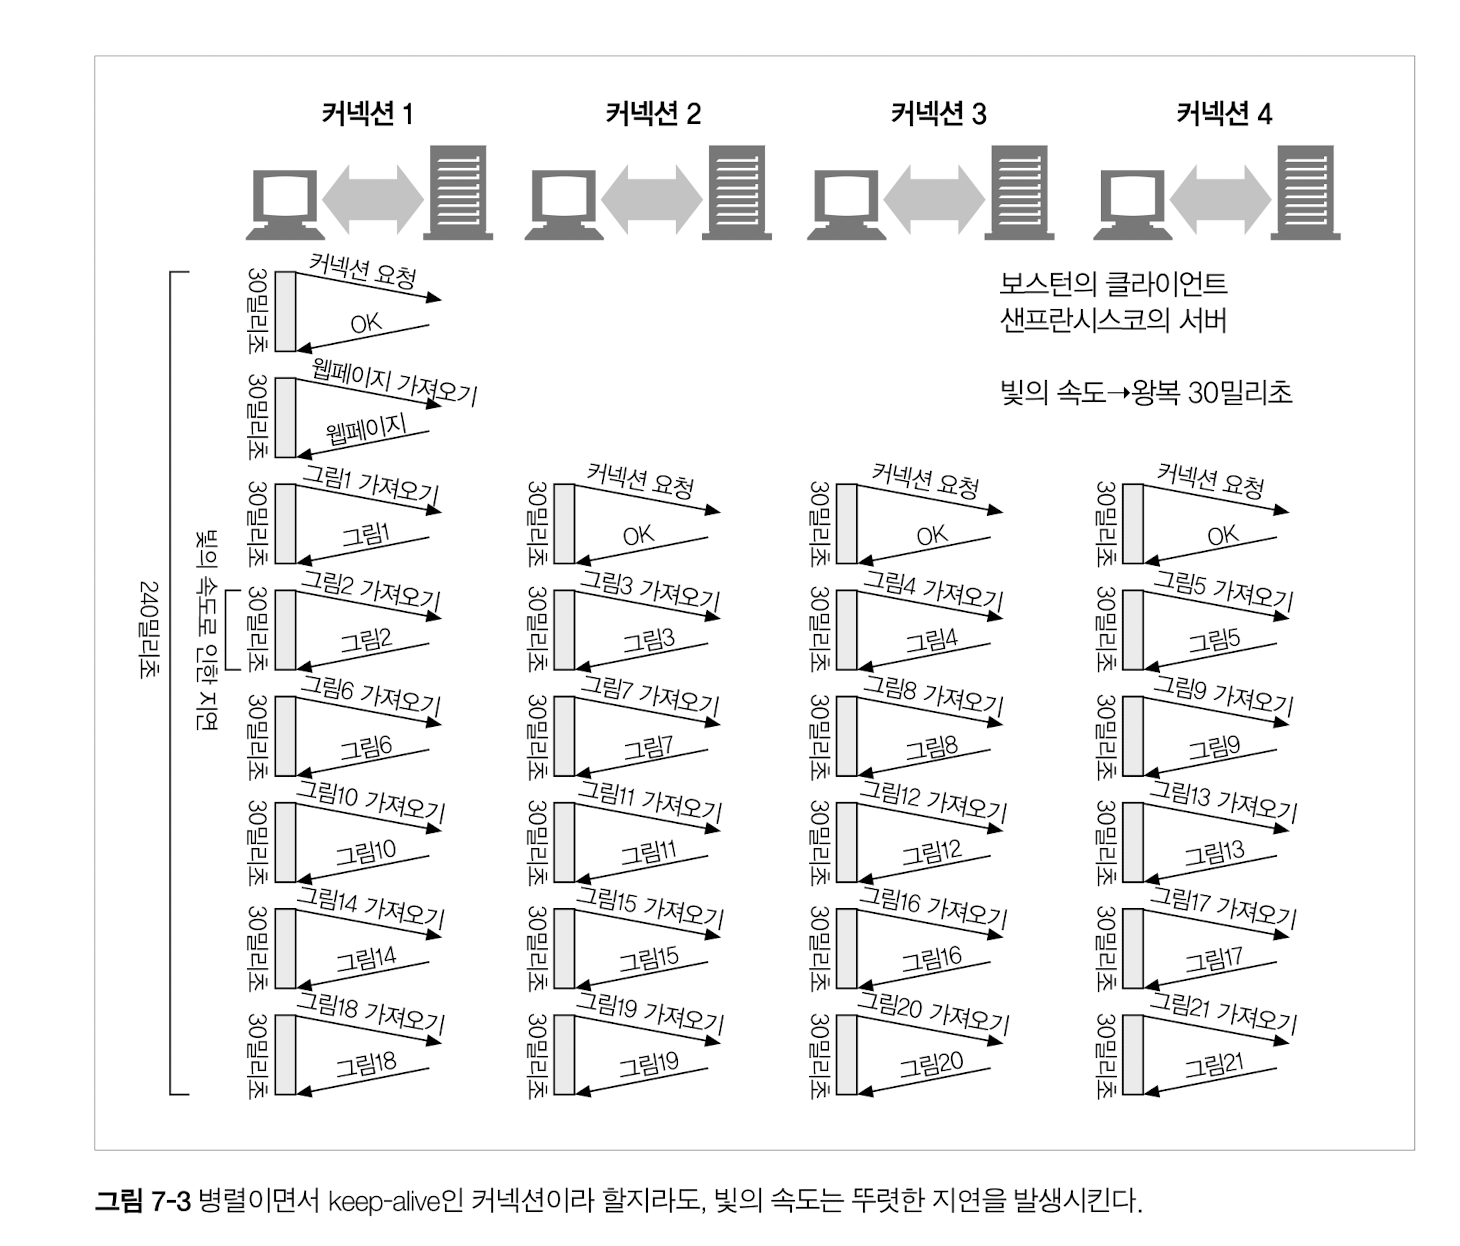 커넥션 1
커넥션 2
커넥션 3
커넥션 4
보스턴의 클라이언트
샌프란시스코의 서버
빛의 속도→왕복 30밀리초
240밀리초
빛의 속도로 인한 지연
30밀리초
커넥션 요청
OK
30밀리초
웹페이지 가져오기
웹페이지
30밀리초
그림1 가져오기
그림1
30밀리초
그림2 가져오기
그림2
30밀리초
그림6 가져오기
그림6
30밀리초
그림10 가져오기
그림10
30밀리초
그림14 가져오기
그림14
30밀리초
그림18 가져오기
그림18
30밀리초
커넥션 요청
OK
30밀리초
그림3 가져오기
그림3
30밀리초
그림7 가져오기
그림7
30밀리초
그림11 가져오기
그림11
30밀리초
그림15 가져오기
그림15
30밀리초
그림19 가져오기
그림19
30밀리초
커넥션 요청
OK
30밀리초
그림4 가져오기
그림4
30밀리초
그림8 가져오기
그림8
30밀리초
그림12 가져오기
그림12
30밀리초
그림16 가져오기
그림16
30밀리초
그림20 가져오기
그림20
30밀리초
커넥션 요청
OK
30밀리초
그림5 가져오기
그림5
30밀리초
그림9 가져오기
그림9
30밀리초
그림13 가져오기
그림13
30밀리초
그림17 가져오기
그림17
30밀리초
그림21 가져오기
그림21
그림 7-3 병렬이면서 keep-alive인 커넥션이라 할지라도, 빛의 속도는 뚜렷한 지연을 발생시킨다.